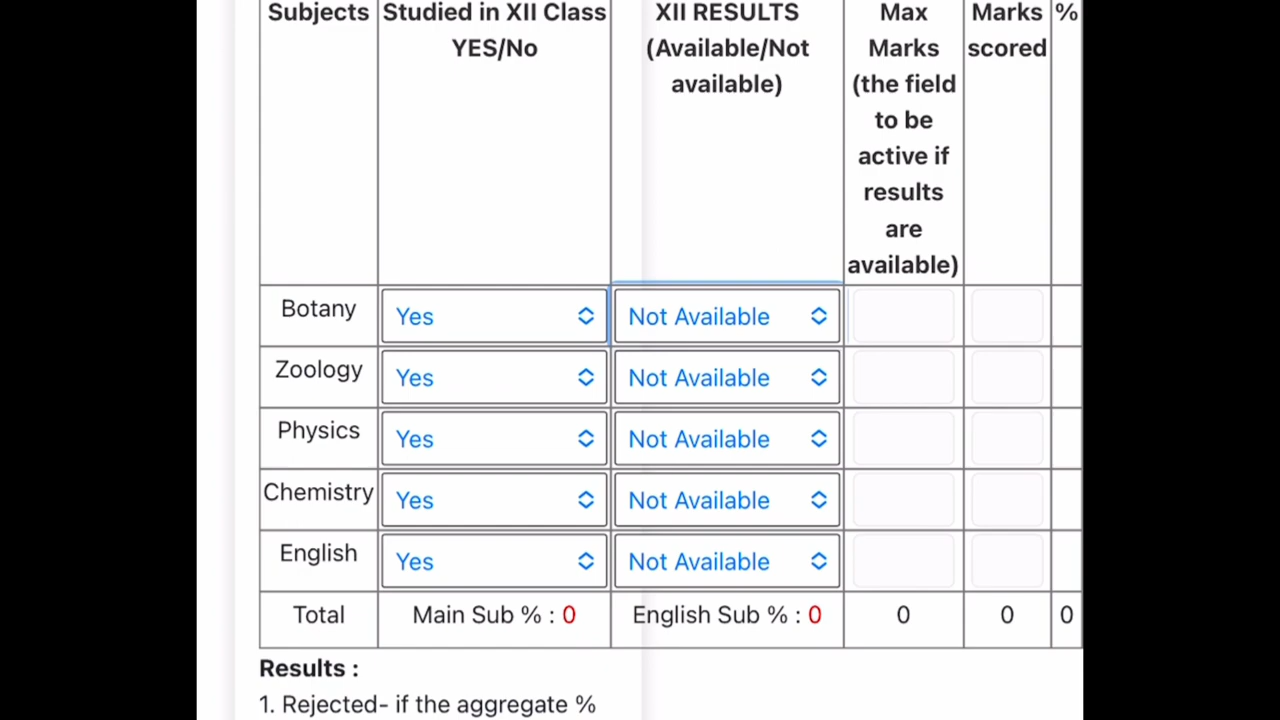 Subjects Studied in XII Class YES/No XII RESULTS (Available/Not available) Max Marks (the field to be active if results are available) Marks scored %
Botany Yes Not Available
Zoology Yes Not Available
Physics Yes Not Available
Chemistry Yes Not Available
English Yes Not Available
Total Main Sub % : 0 English Sub % : 0 0 0 0
Results :
1. Rejected- if the aggregate %